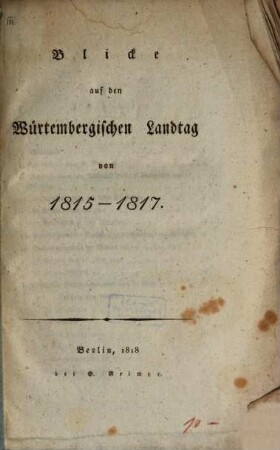 Blicke
auf den
Würtembergischen Landtag
von
1815-1817.
Berlin, 1818
bei G. Reimer.
10-